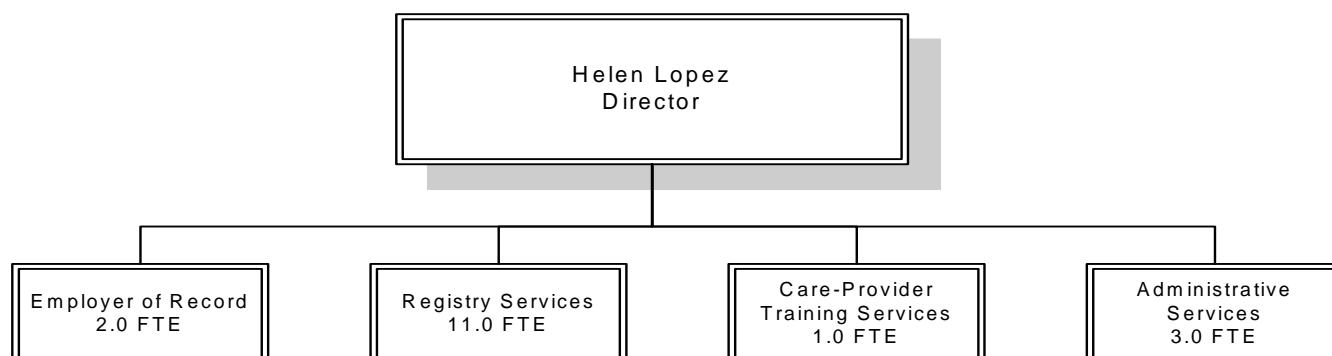 Helen Lopez
Director
Employer of Record
2.0 FTE
Registry Services
11.0 FTE
Care-Provider
Training Services
1.0 FTE
Administrative
Services
3.0 FTE